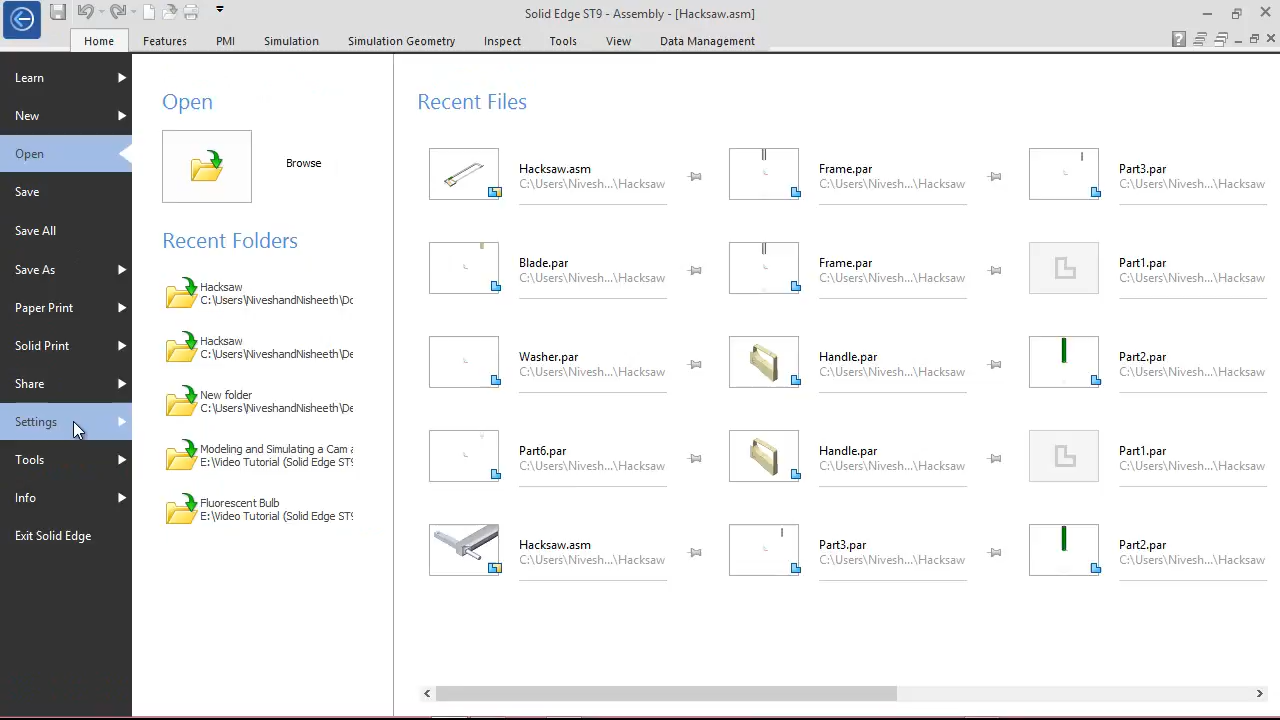 Solid Edge ST9 - Assembly - [Hacksaw.asm]
Home Features PMI Simulation Simulation Geometry Inspect Tools View Data Management
Learn
New
Open
Save
Save All
Save As
Paper Print
Solid Print
Share
Settings
Tools
Info
Exit Solid Edge
Open
Browse
Recent Folders
Hacksaw
C:\Users\NiveshandNisheeth\Dc
Hacksaw
C:\Users\NiveshandNisheeth\De
New folder
C:\Users\NiveshandNisheeth\De
Modeling and Simulating a Cam a
E:\Video Tutorial (Solid Edge ST9
Fluorescent Bulb
E:\Video Tutorial (Solid Edge ST9
Recent Files
Hacksaw.asm
C:\Users\Nivesh...\Hacksaw
Frame.par
C:\Users\Nivesh...\Hacksaw
Part3.par
C:\Users\Nivesh...\Hacksaw
Blade.par
C:\Users\Nivesh...\Hacksaw
Frame.par
C:\Users\Nivesh...\Hacksaw
Part1.par
C:\Users\Nivesh...\Hacksaw
Washer.par
C:\Users\Nivesh...\Hacksaw
Handle.par
C:\Users\Nivesh...\Hacksaw
Part2.par
C:\Users\Nivesh...\Hacksaw
Part6.par
C:\Users\Nivesh...\Hacksaw
Handle.par
C:\Users\Nivesh...\Hacksaw
Part1.par
C:\Users\Nivesh...\Hacksaw
Hacksaw.asm
C:\Users\Nivesh...\Hacksaw
Part3.par
C:\Users\Nivesh...\Hacksaw
Part2.par
C:\Users\Nivesh...\Hacksaw